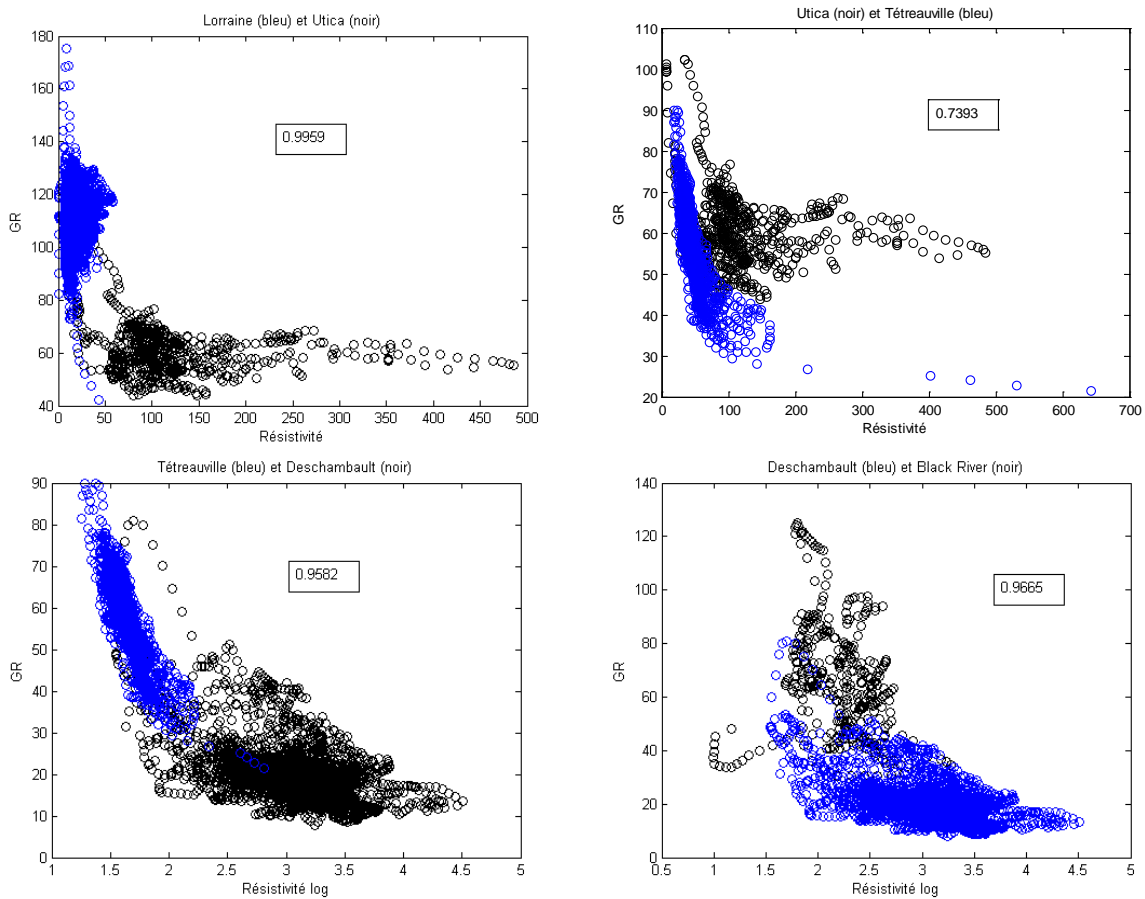 Lorraine (bleu) et Utica (noir)
180
160
140
120
100
80
60
40
GR
0.9959
0 50 100 150 200 250 300 350 400 450 500
Résistivité
Utica (noir) et Tétreauville (bleu)
110
100
90
80
70
60
50
40
30
20
GR
0.7393
0 100 200 300 400 500 600 700
Résistivité
Tétreauville (bleu) et Deschambault (noir)
90
80
70
60
50
40
30
20
10
0
GR
0.9582
1 1.5 2 2.5 3 3.5 4 4.5 5
Résistivité log
Deschambault (bleu) et Black River (noir)
140
120
100
80
60
40
20
0
GR
0.9665
0.5 1 1.5 2 2.5 3 3.5 4 4.5 5
Résistivité log